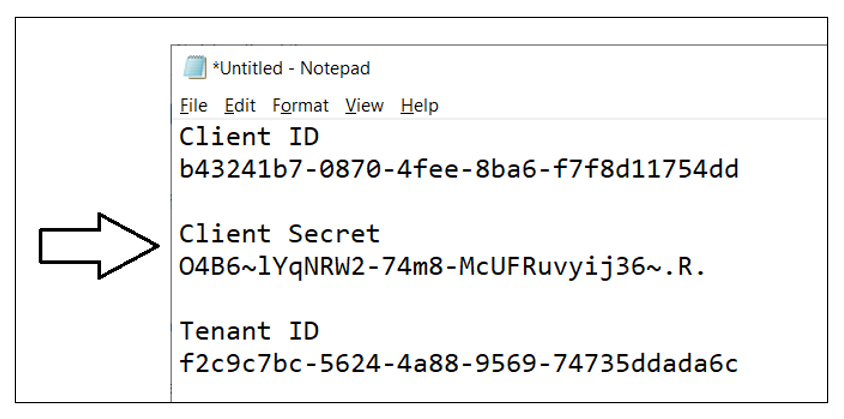 *Untitled - Notepad
File Edit Format View Help
Client ID
b43241b7-0870-4fee-8ba6-f7f8d11754dd
Client Secret
O4B6~lYqNRW2-74m8-McUFRuvyij36~.R.
Tenant ID
f2c9c7bc-5624-4a88-9569-74735ddada6c